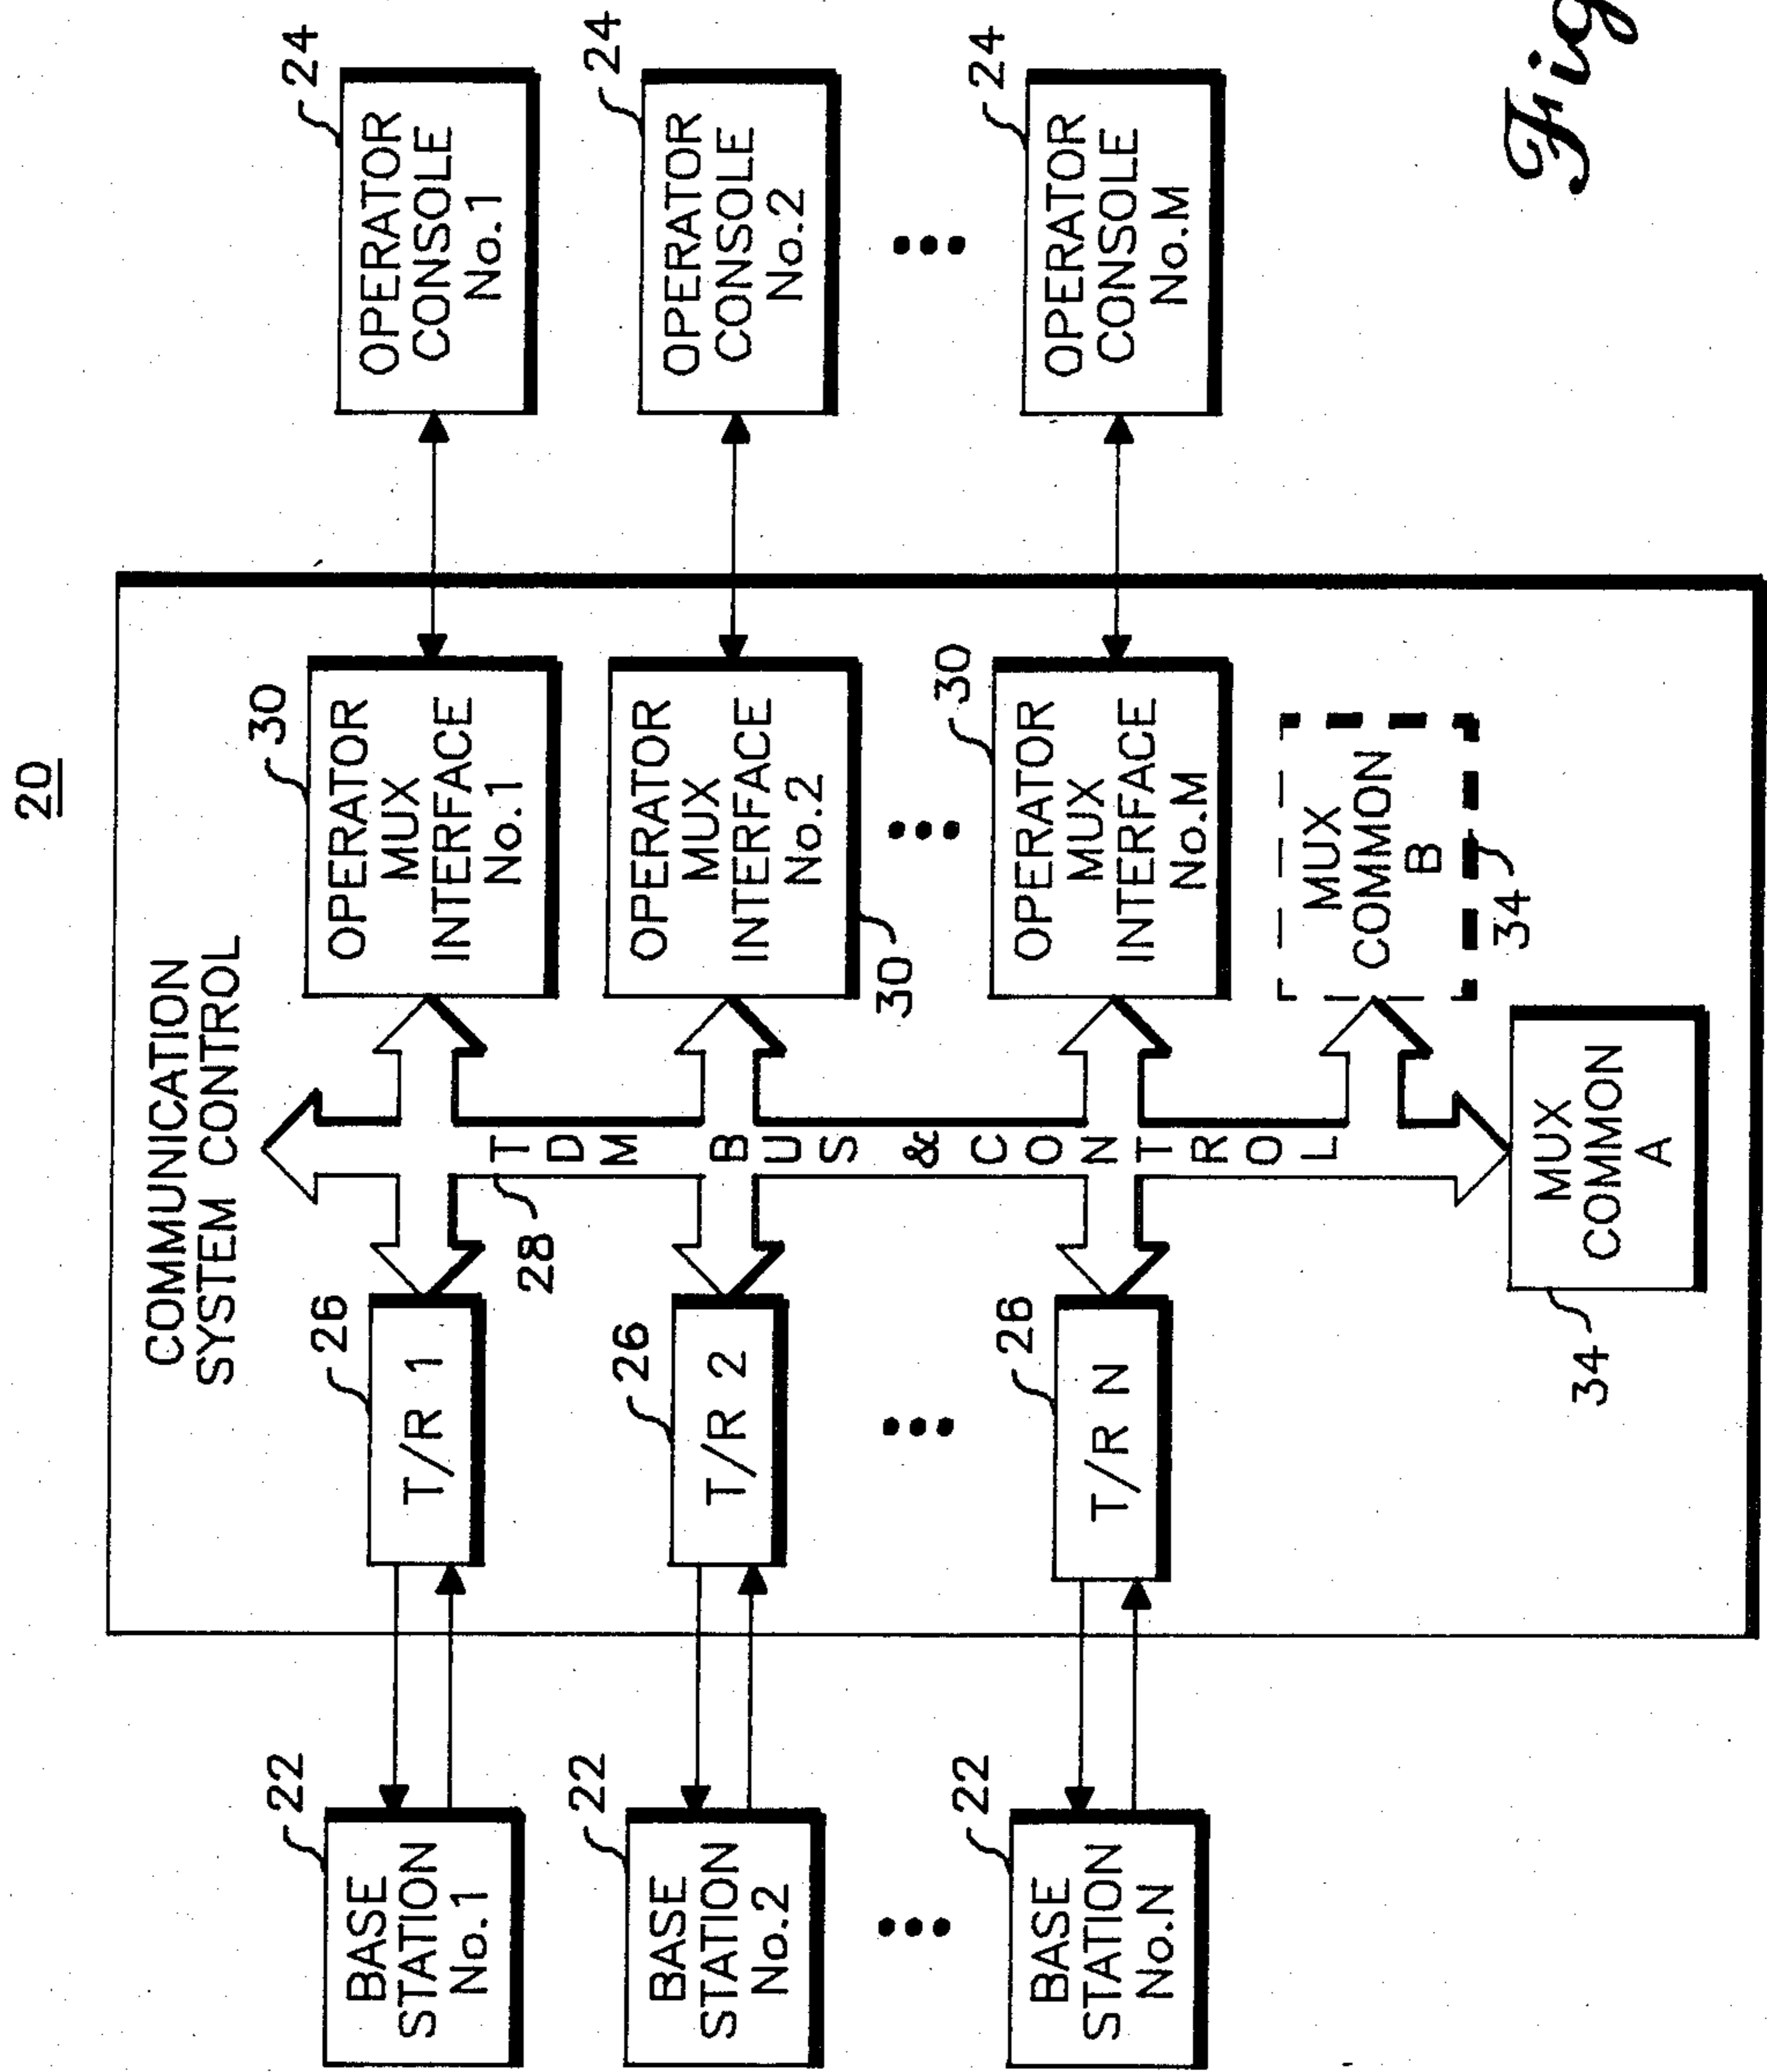 20
COMMUNICATION
SYSTEM CONTROL
22
BASE
STATION
No.1
26
T/R 1
28
30
OPERATOR
MUX
INTERFACE
No.1
24
OPERATOR
CONSOLE
No.1
22
BASE
STATION
No.2
26
T/R 2
TDM BUS & CONTROL
OPERATOR
MUX
INTERFACE
No.2
30
24
OPERATOR
CONSOLE
No.2
22
BASE
STATION
No.N
26
T/R N
30
OPERATOR
MUX
INTERFACE
No.M
24
OPERATOR
CONSOLE
No.M
MUX
COMMON
B
34
34
MUX
COMMON
A
Fig